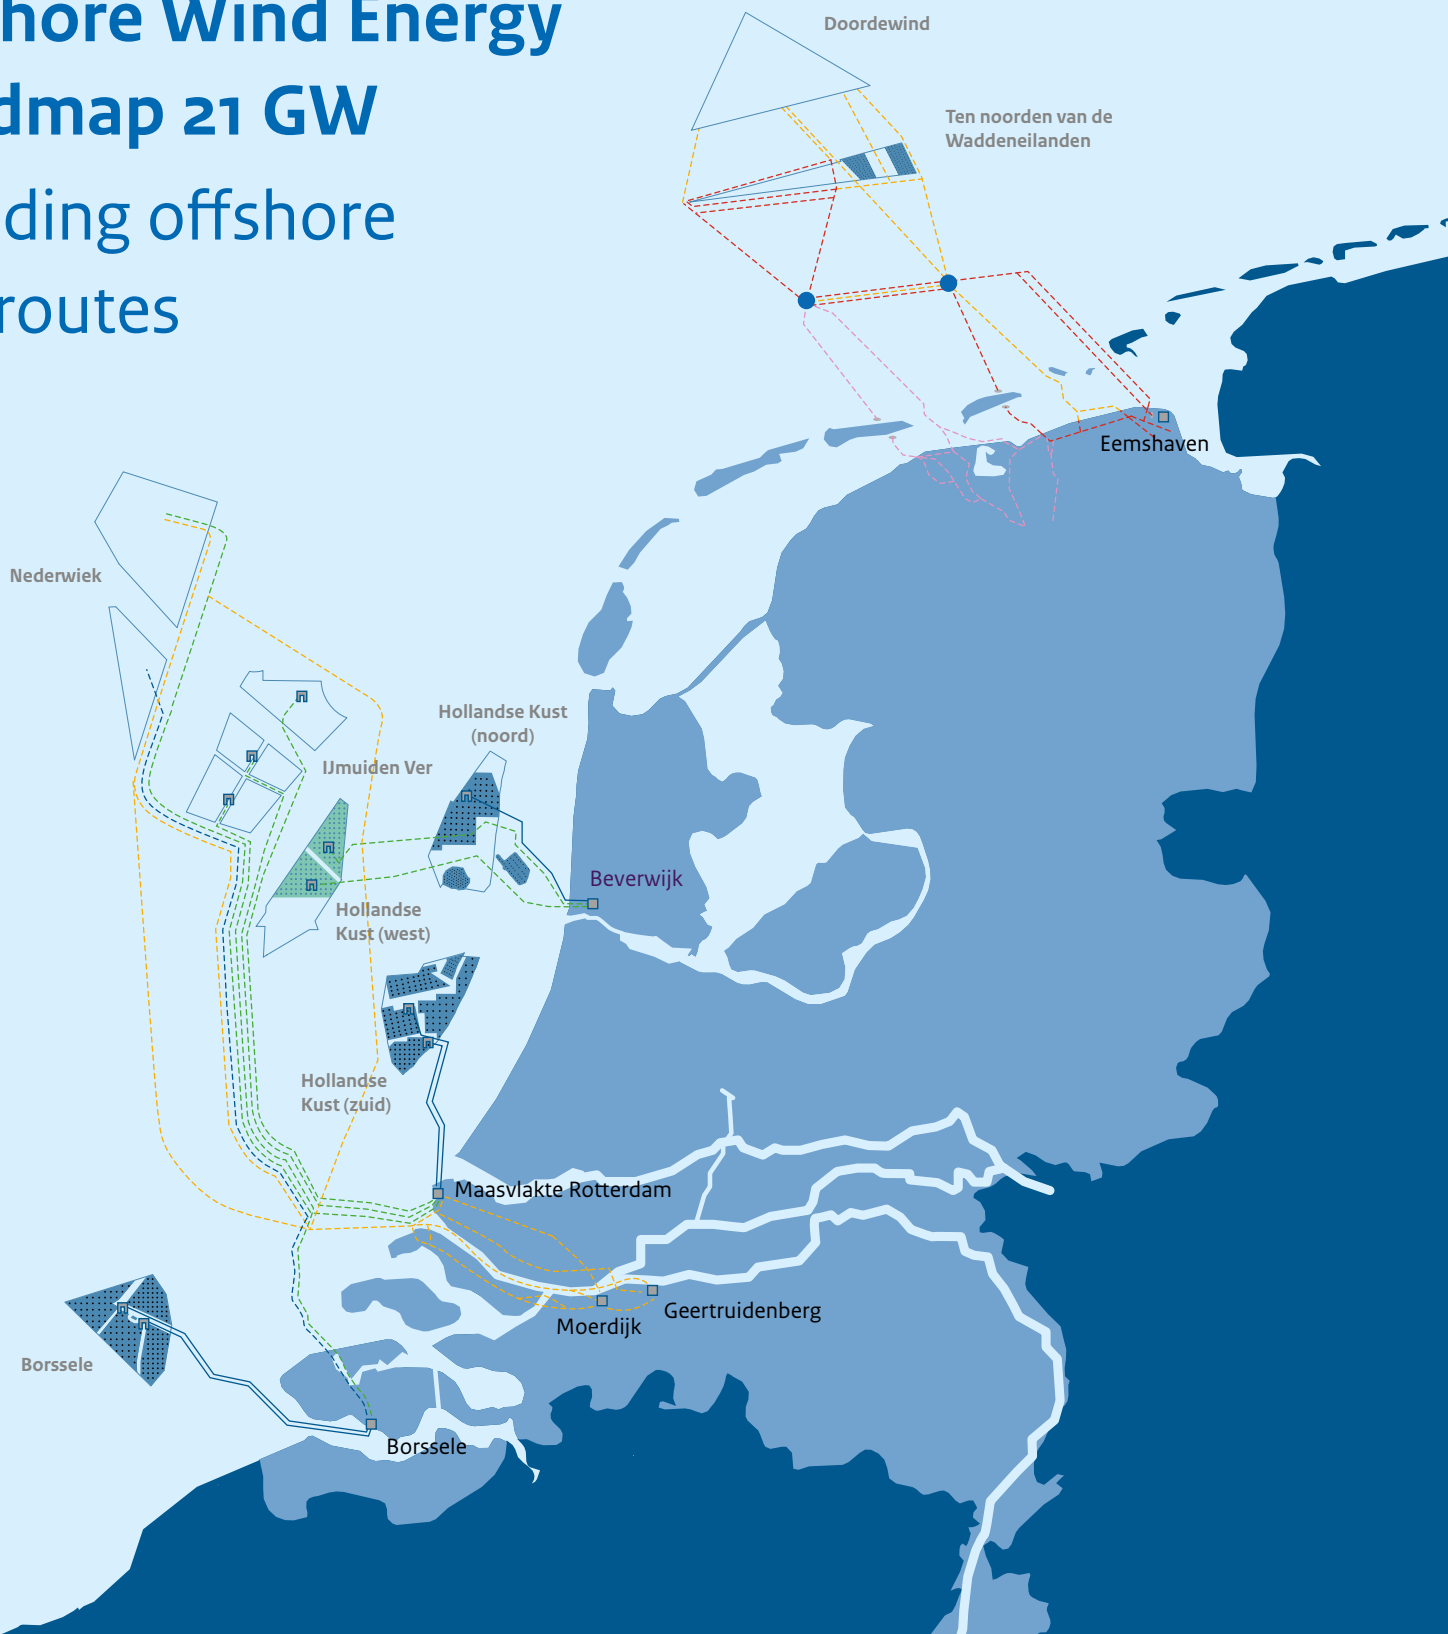 hore Wind Energy
dmap 21 GW
ding offshore
routes
Doordewind
Ten noorden van de
Waddeneilanden
Eemshaven
Nederwiek
Hollandse Kust
(noord)
IJmuiden Ver
Beverwijk
Hollandse
Kust (west)
Hollandse
Kust (zuid)
Maasvlakte Rotterdam
Geertruidenberg
Moerdijk
Borssele
Borssele